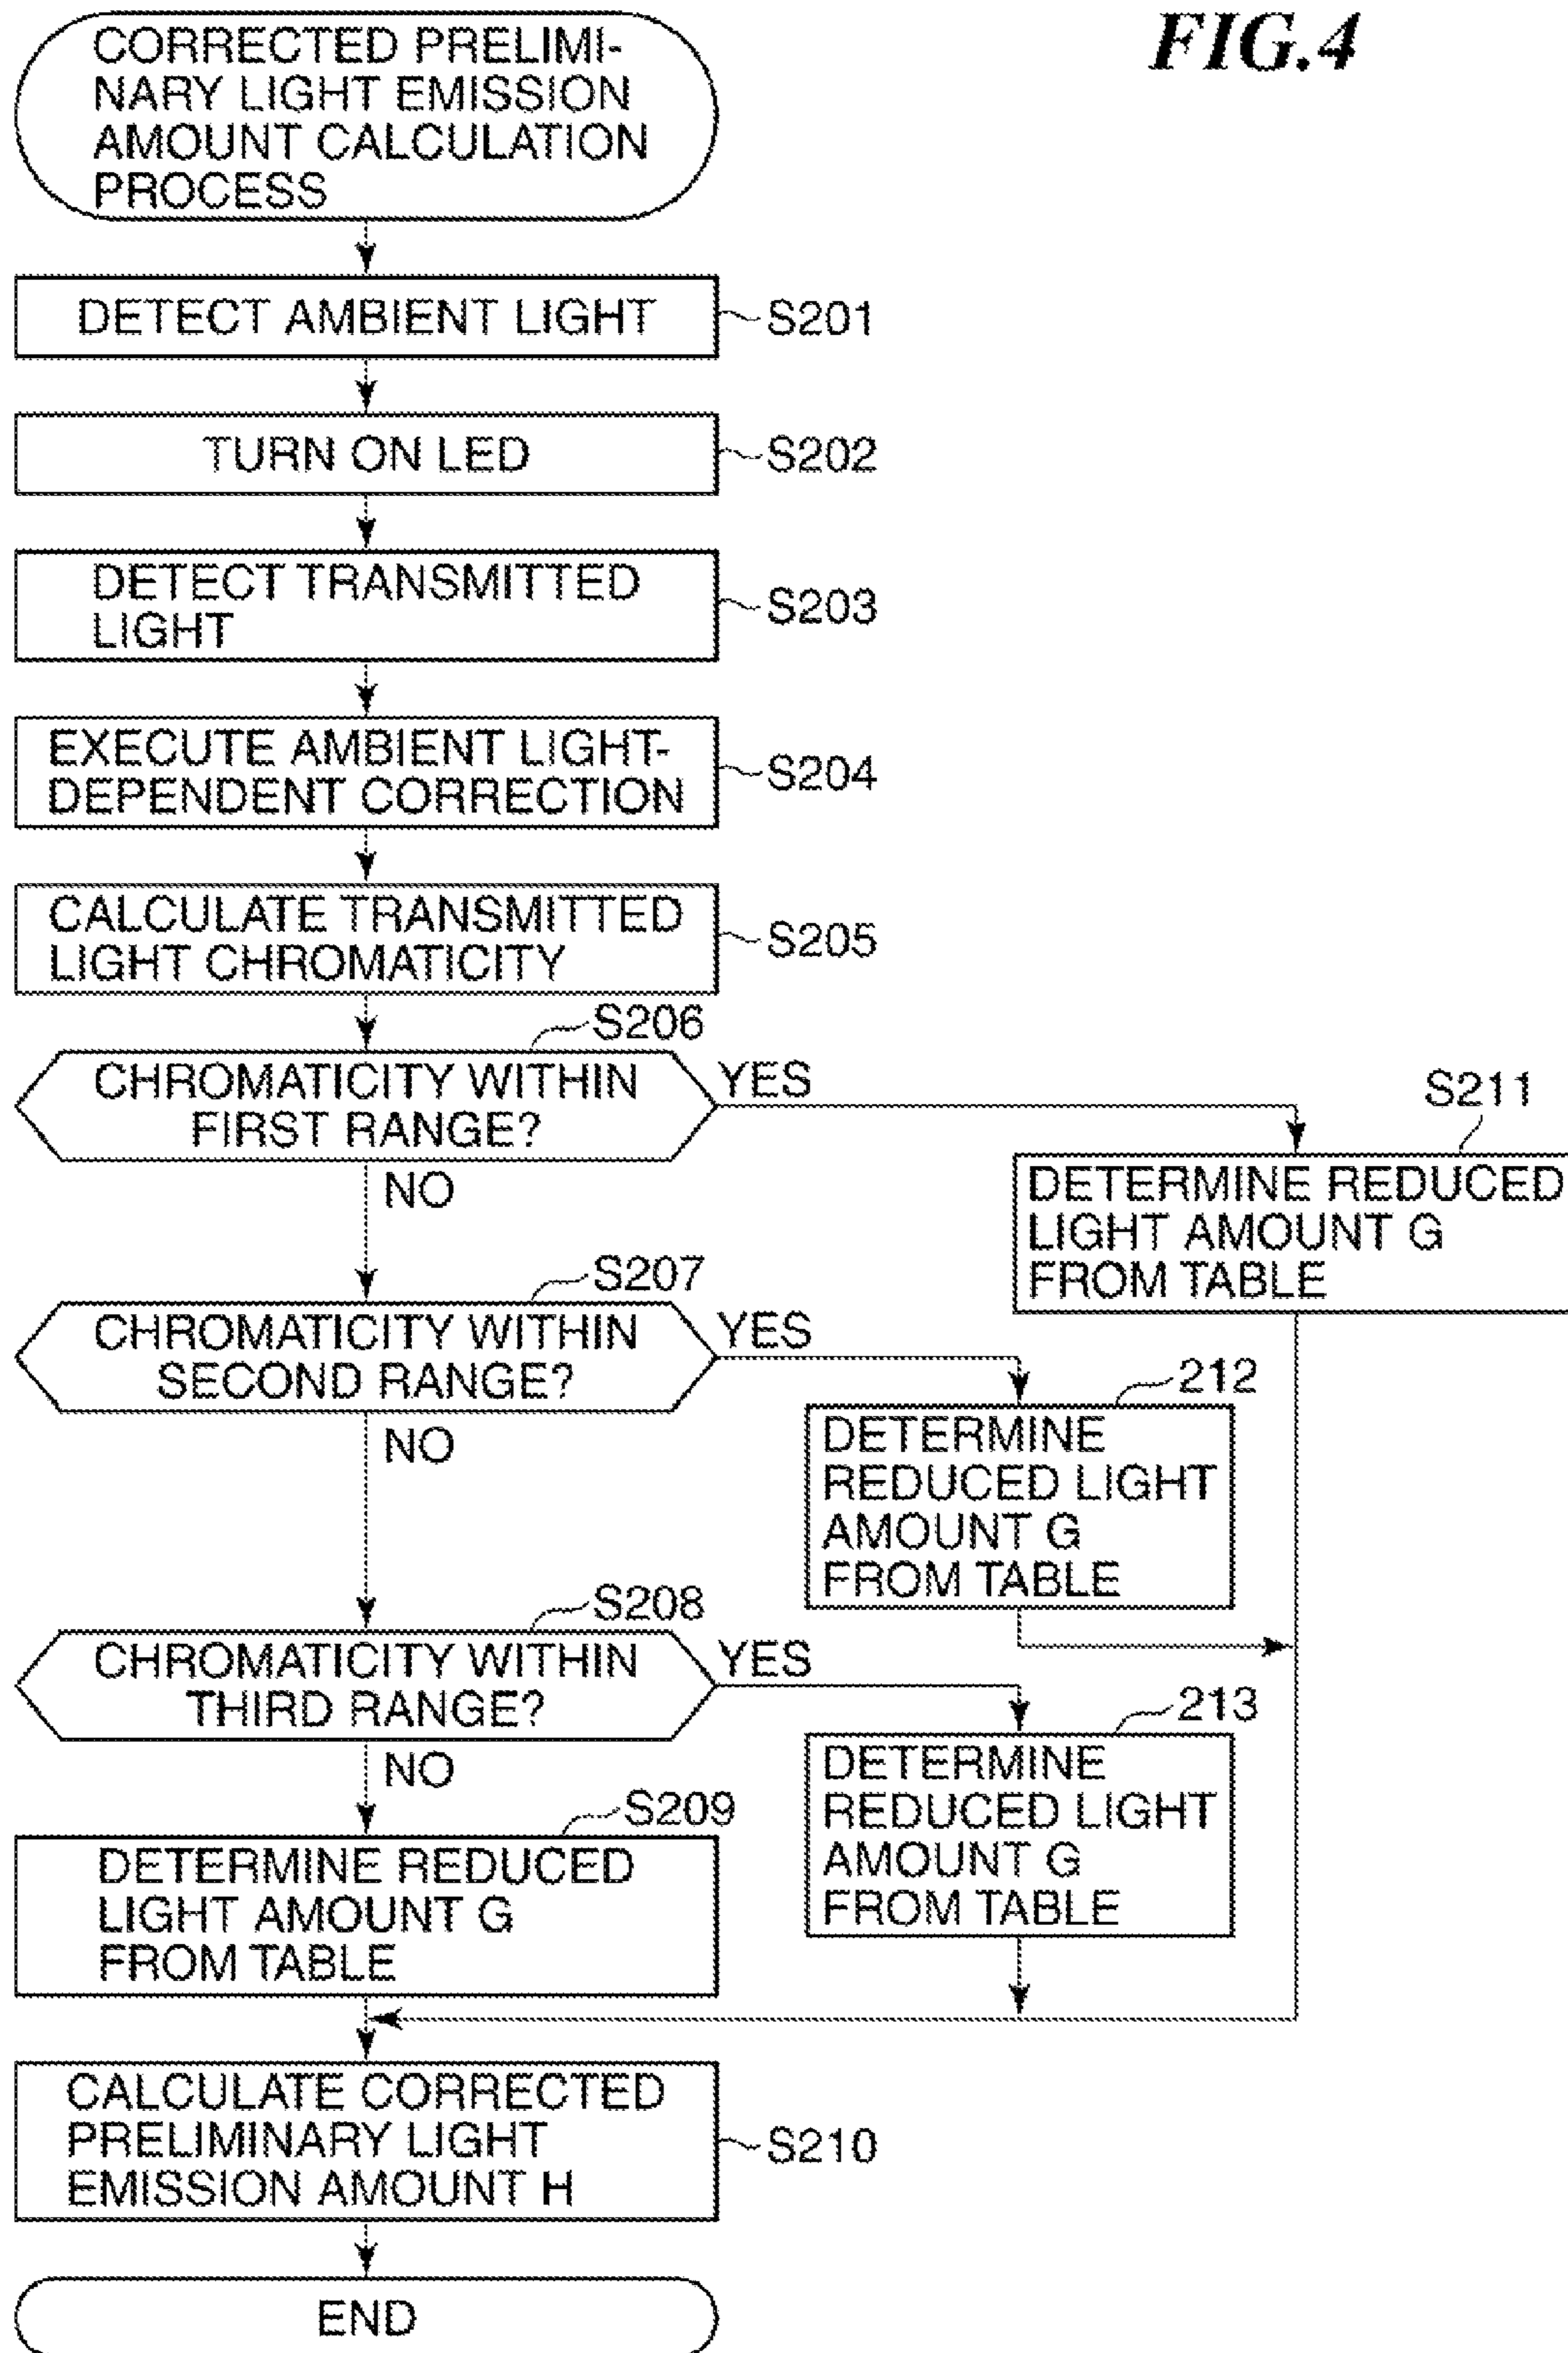 FIG.4
CORRECTED PRELIMI-
NARY LIGHT EMISSION
AMOUNT CALCULATION
PROCESS
DETECT AMBIENT LIGHT
S201
TURN ON LED
S202
DETECT TRANSMITTED
LIGHT
S203
EXECUTE AMBIENT LIGHT-
DEPENDENT CORRECTION
S204
CALCULATE TRANSMITTED
LIGHT CHROMATICITY
S205
S206
CHROMATICITY WITHIN
FIRST RANGE?
YES
NO
S211
DETERMINE REDUCED
LIGHT AMOUNT G
FROM TABLE
S207
CHROMATICITY WITHIN
SECOND RANGE?
YES
NO
212
DETERMINE
REDUCED LIGHT
AMOUNT G
FROM TABLE
S208
CHROMATICITY WITHIN
THIRD RANGE?
YES
NO
213
DETERMINE
REDUCED LIGHT
AMOUNT G
FROM TABLE
S209
DETERMINE REDUCED
LIGHT AMOUNT G
FROM TABLE
CALCULATE CORRECTED
PRELIMINARY LIGHT
EMISSION AMOUNT H
S210
END